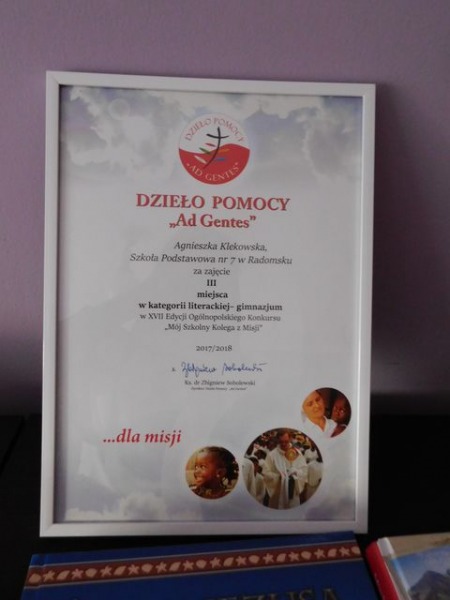 DZIEŁO POMOCY
"AD GENTES"
DZIEŁO POMOCY
„Ad Gentes”
Agnieszka Klekowska,
Szkoła Podstawowa nr 7 w Radomsku
za zajęcie
III
miejsca
w kategorii literackiej– gimnazjum
w XVII Edycji Ogólnopolskiego Konkursu
„Mój Szkolny Kolega z Misji”
2017/2018
Ks. dr Zbigniew Sobolewski
...dla misji